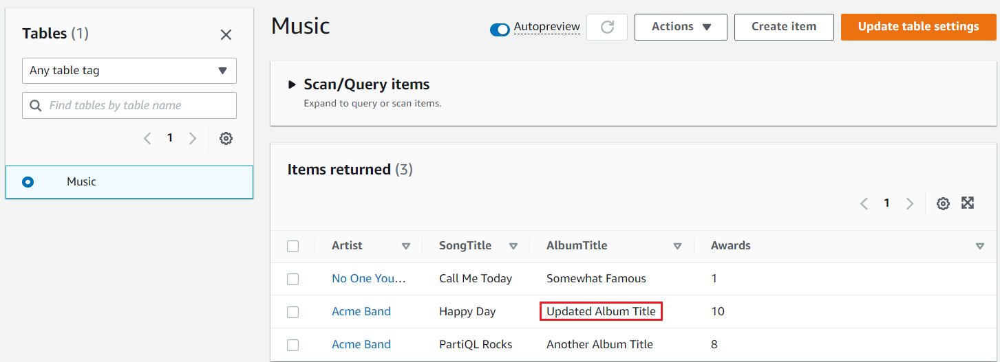 Tables (1)
Any table tag
Find tables by table name
1
Music
Music
Autopreview
Actions
Create item
Update table settings
Scan/Query items
Expand to query or scan items.
Items returned (3)
1
Artist SongTitle AlbumTitle Awards
No One You... Call Me Today Somewhat Famous 1
Acme Band Happy Day Updated Album Title 10
Acme Band PartiQL Rocks Another Album Title 8